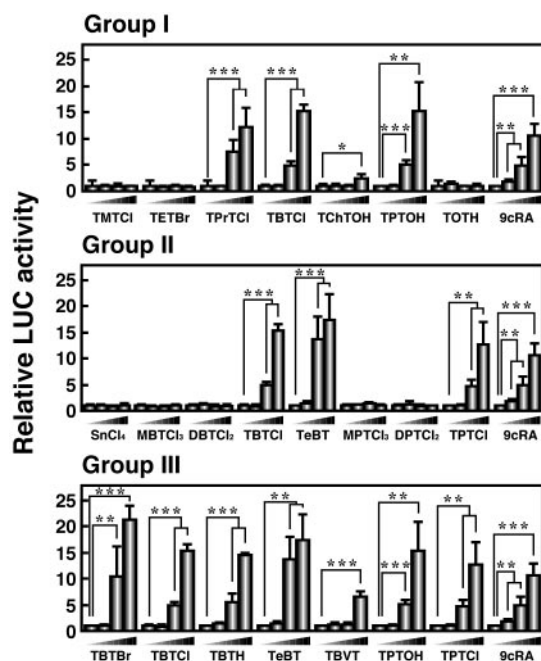 Relative LUC activity
Group I
25
20
15
10
5
0
*** *** * ** *** *** **
TMTCl TETBr TPrTCl TBTCl TChTOH TPTOH TOTH 9cRA
Group II
25
20
15
10
5
0
*** *** ** *** **
SnCl₄ MBTCl₃ DBTCl₂ TBTCl TeBT MPTCl₃ DPTCl₂ TPTCl 9cRA
Group III
25
20
15
10
5
0
*** ** *** *** ** *** ** *** ** *** **
TBTBr TBTCl TBTH TeBT TBVT TPTOH TPTCl 9cRA